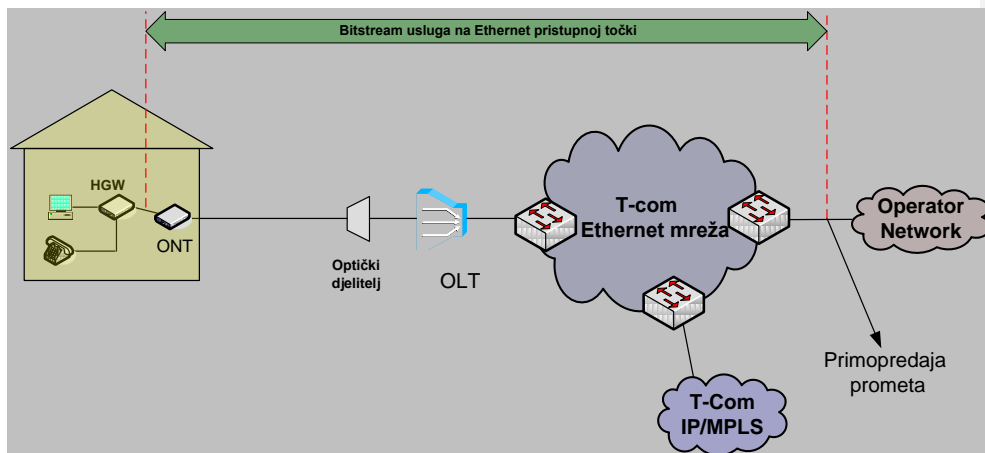 Bitstream usluga na Ethernet pristupnoj točki
HGW
ONT
Optički
djelitelj
OLT
T-com
Ethernet mreža
Operator
Network
Primopredaja
prometa
T-Com
IP/MPLS